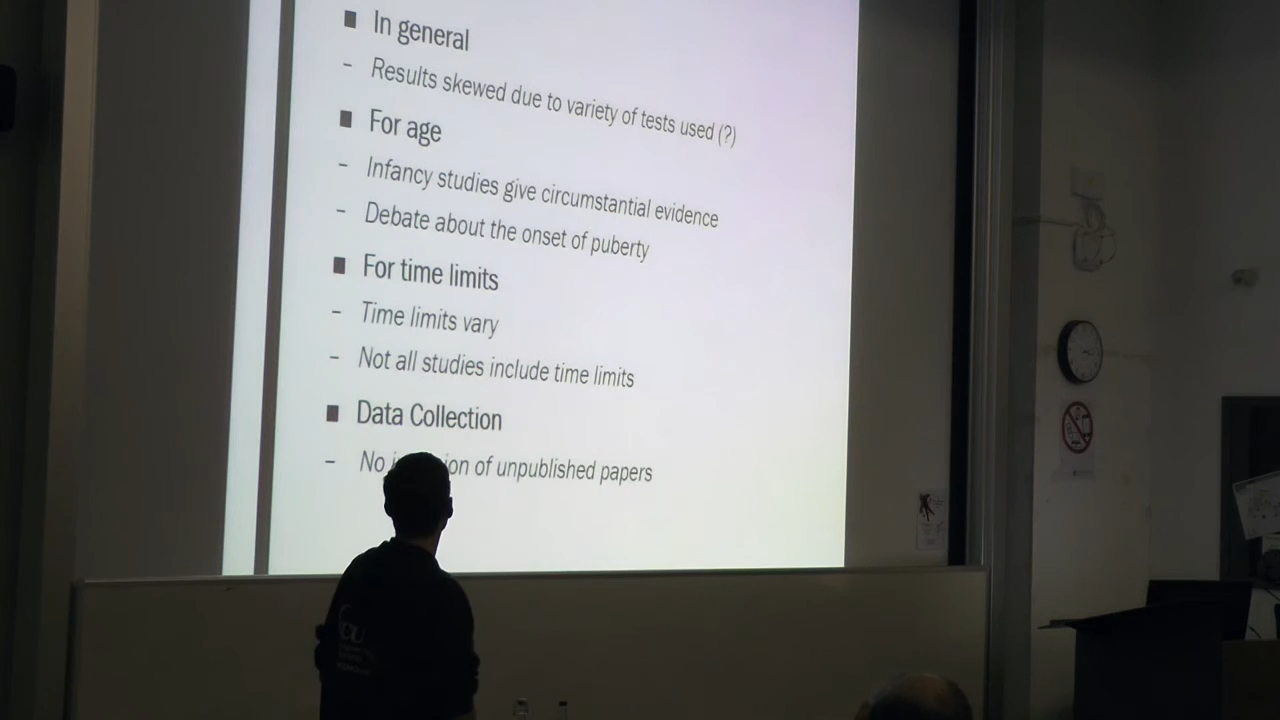 ■ In general
– Results skewed due to variety of tests used (?)
■ For age
– Infancy studies give circumstantial evidence
– Debate about the onset of puberty
■ For time limits
– Time limits vary
– Not all studies include time limits
■ Data Collection
– No of unpublished papers